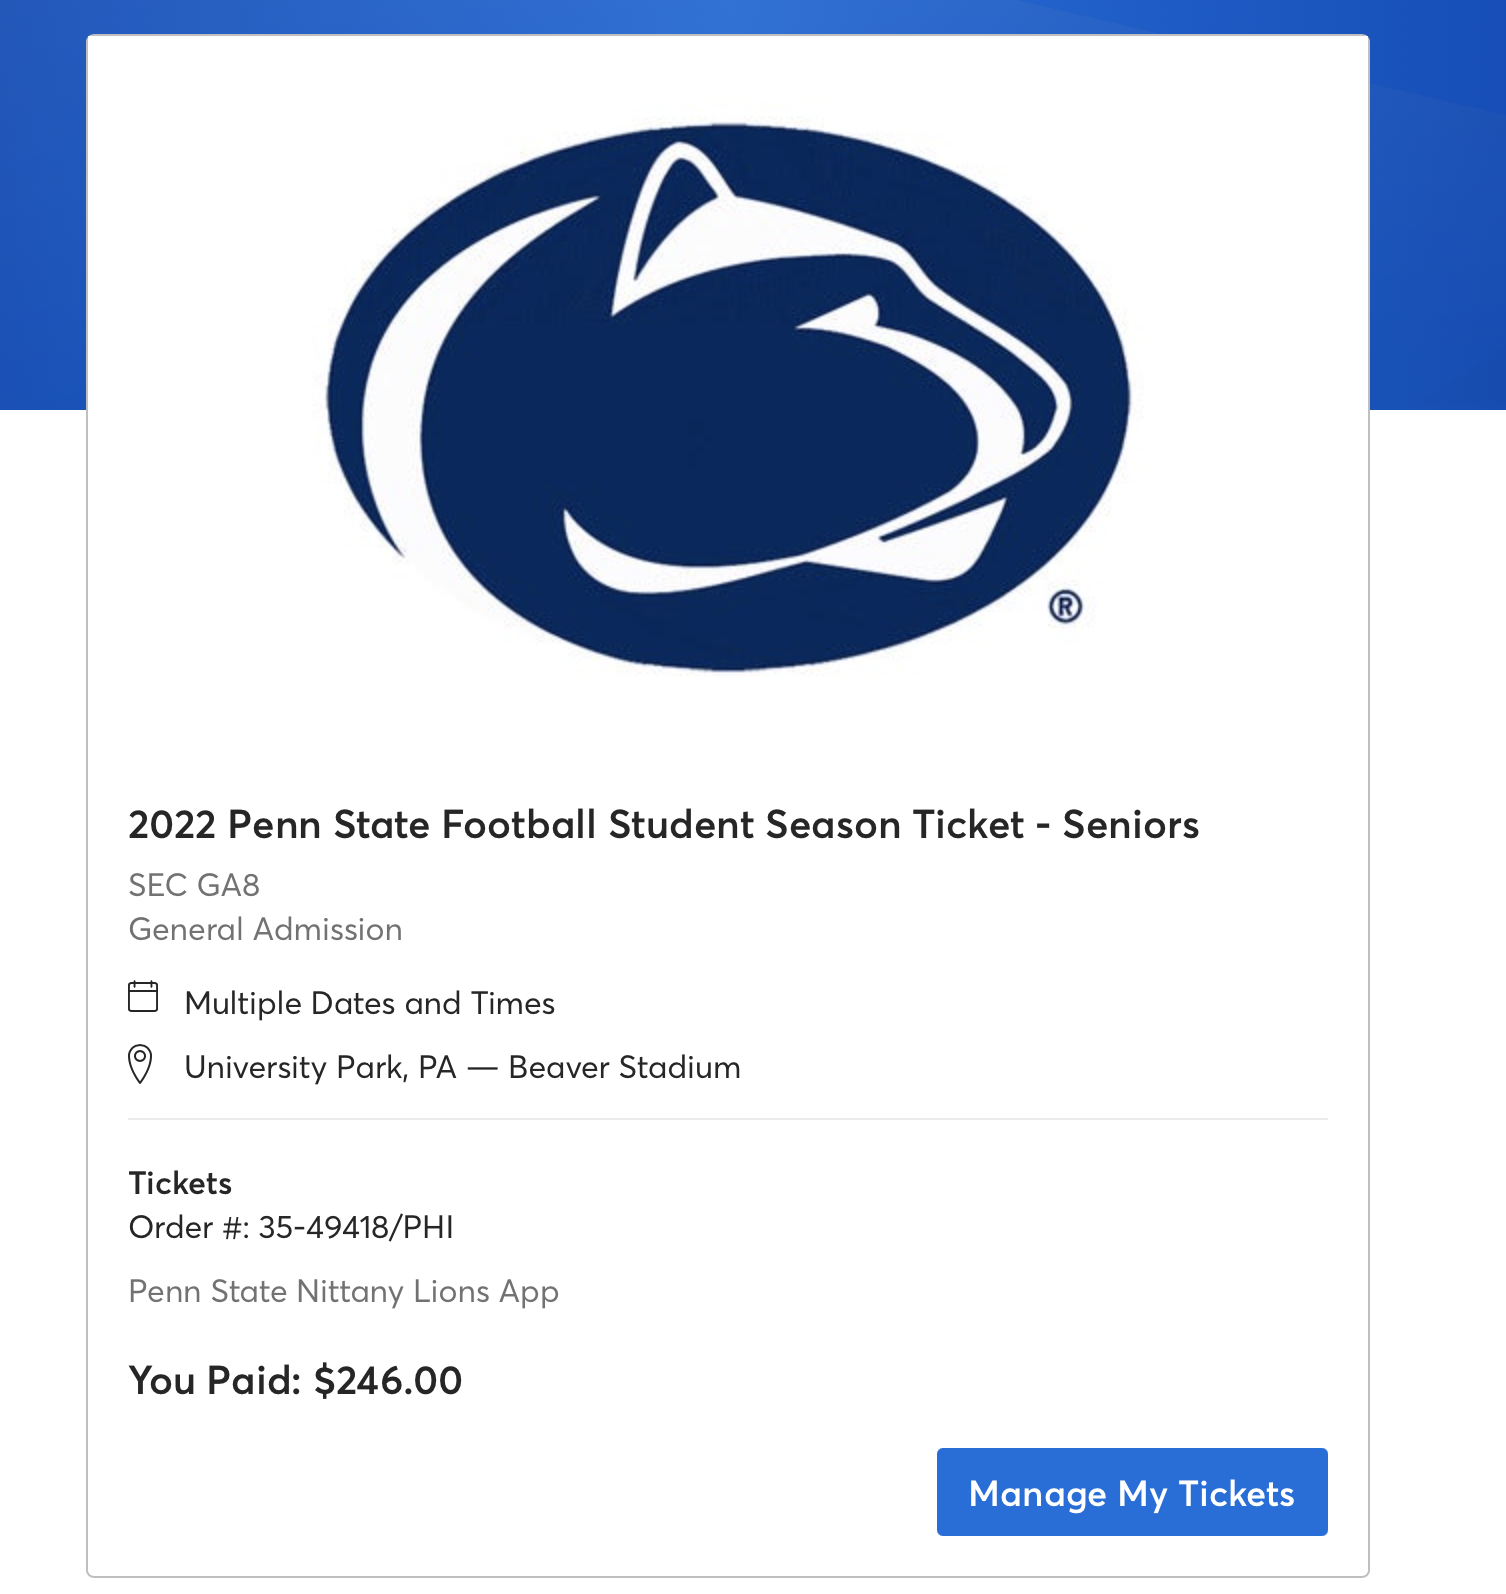 ®
2022 Penn State Football Student Season Ticket - Seniors
SEC GA8
General Admission
Multiple Dates and Times
University Park, PA — Beaver Stadium
Tickets
Order #: 35-49418/PHI
Penn State Nittany Lions App
You Paid: $246.00
Manage My Tickets